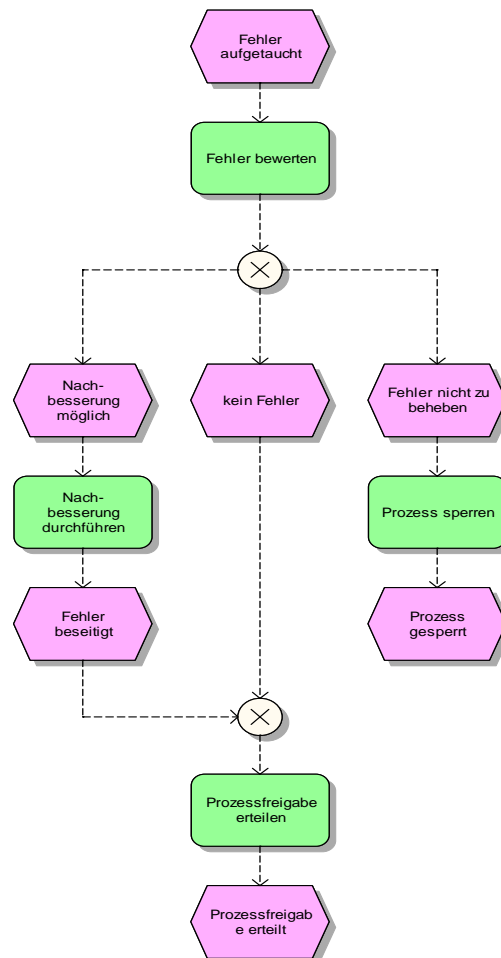 Fehler
aufgetaucht
Fehler bewerten
Nach-
besserung
möglich
kein Fehler
Fehler nicht zu
beheben
Nach-
besserung
durchführen
Prozess sperren
Fehler
beseitigt
Prozess
gesperrt
Prozessfreigabe
erteilen
Prozessfreigab
e erteilt